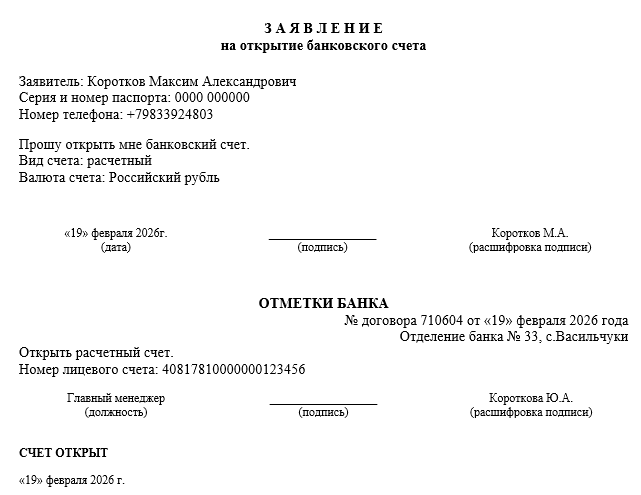 З А Я В Л Е Н И Е
на открытие банковского счета
Заявитель: Коротков Максим Александрович
Серия и номер паспорта: 0000 000000
Номер телефона: +79833924803
Прошу открыть мне банковский счет.
Вид счета: расчетный
Валюта счета: Российский рубль
«19» февраля 2026г. __________________ Коротков М.А.
(дата) (подпись) (расшифровка подписи)
ОТМЕТКИ БАНКА
№ договора 710604 от «19» февраля 2026 года
Отделение банка № 33, с.Васильчуки
Открыть расчетный счет.
Номер лицевого счета: 40817810000000123456
Главный менеджер __________________ Короткова Ю.А.
(должность) (подпись) (расшифровка подписи)
СЧЕТ ОТКРЫТ
«19» февраля 2026 г.